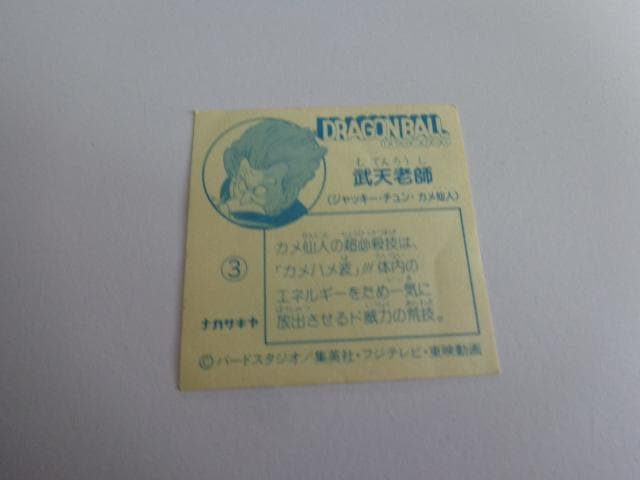 DRAGONBALL
む てんろう し
武天老師
(ジャッキー・チュン・カメ仙人)
③
カメ仙人の超必殺技は、
「カメハメ波」!!! 体内の
エネルギーをため一気に
放出させるド威力の荒技。
ナガサキヤ
©バードスタジオ/集英社・フジテレビ・東映動画